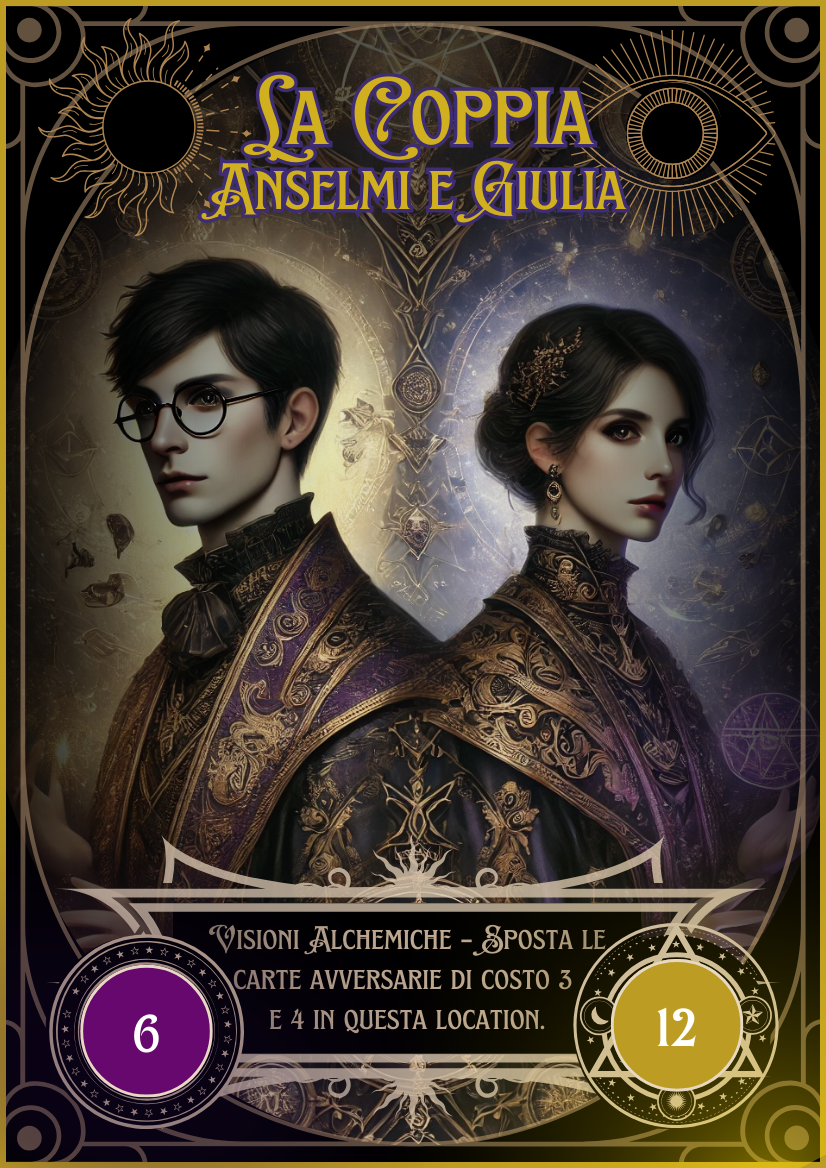 La Coppia
Anselmi e Giulia
Visioni Alchemiche – Sposta le
carte avversarie di costo 3
e 4 in questa location.
6
12